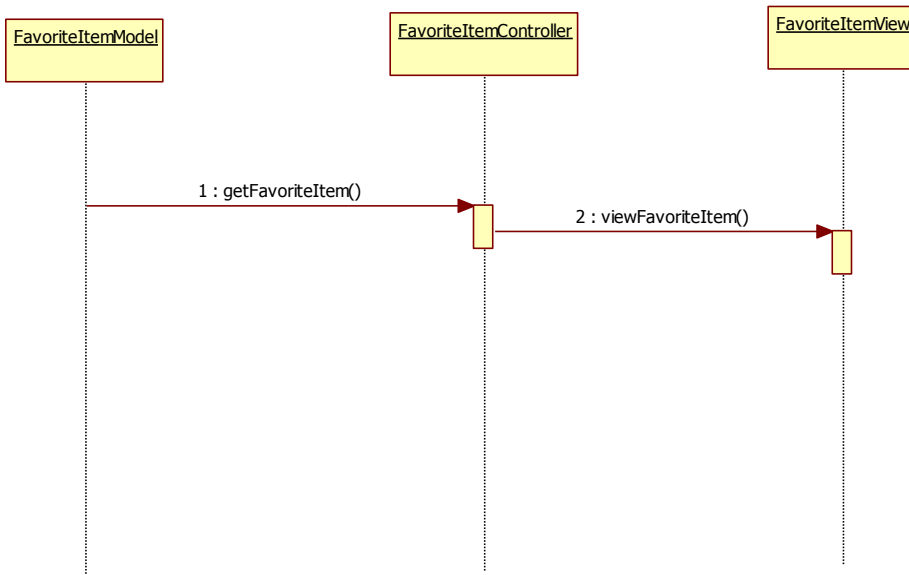 FavoriteItemModel
FavoriteItemController
FavoriteItemView
1 : getFavoriteItem()
2 : viewFavoriteItem()